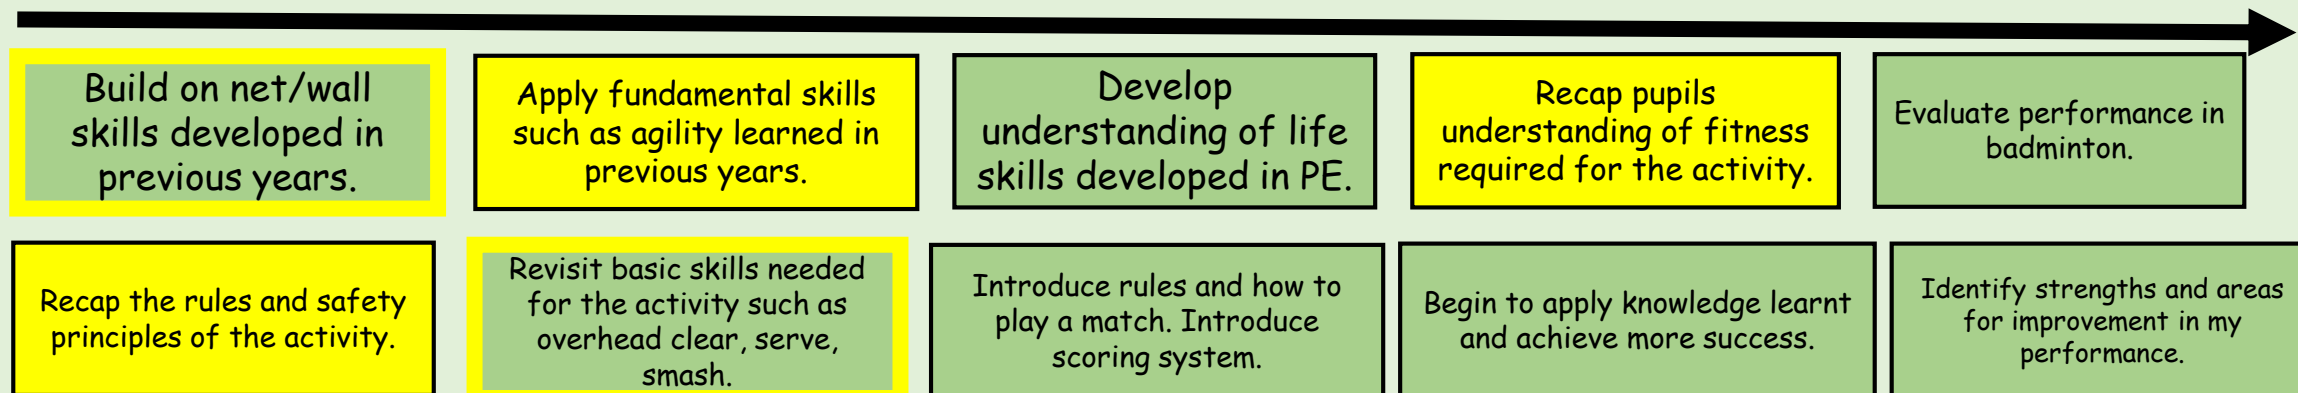 Build on net/wall
skills developed in
previous years.
Apply fundamental skills
such as agility learned in
previous years.
Develop
understanding of life
skills developed in PE.
Recap pupils
understanding of fitness
required for the activity.
Evaluate performance in
badminton.
Recap the rules and safety
principles of the activity.
Revisit basic skills needed
for the activity such as
overhead clear, serve,
smash.
Introduce rules and how to
play a match. Introduce
scoring system.
Begin to apply knowledge learnt
and achieve more success.
Identify strengths and areas
for improvement in my
performance.